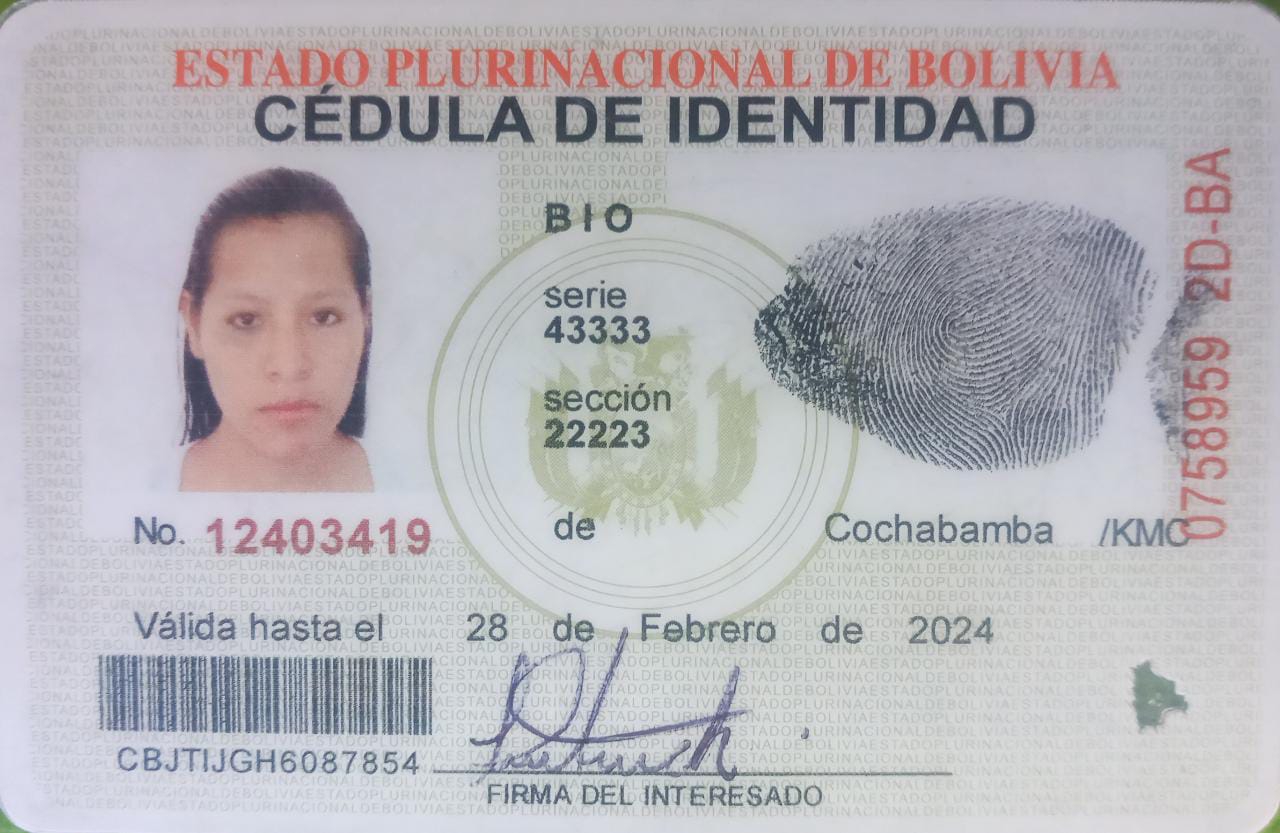 ESTADO PLURINACIONAL DE BOLIVIA
CÉDULA DE IDENTIDAD
BIO
serie
43333
sección
22223
0758959 2D-BA
No. 12403419 de Cochabamba /KMC
Válida hasta el 28 de Febrero de 2024
CBJTIJGH6087854
FIRMA DEL INTERESADO